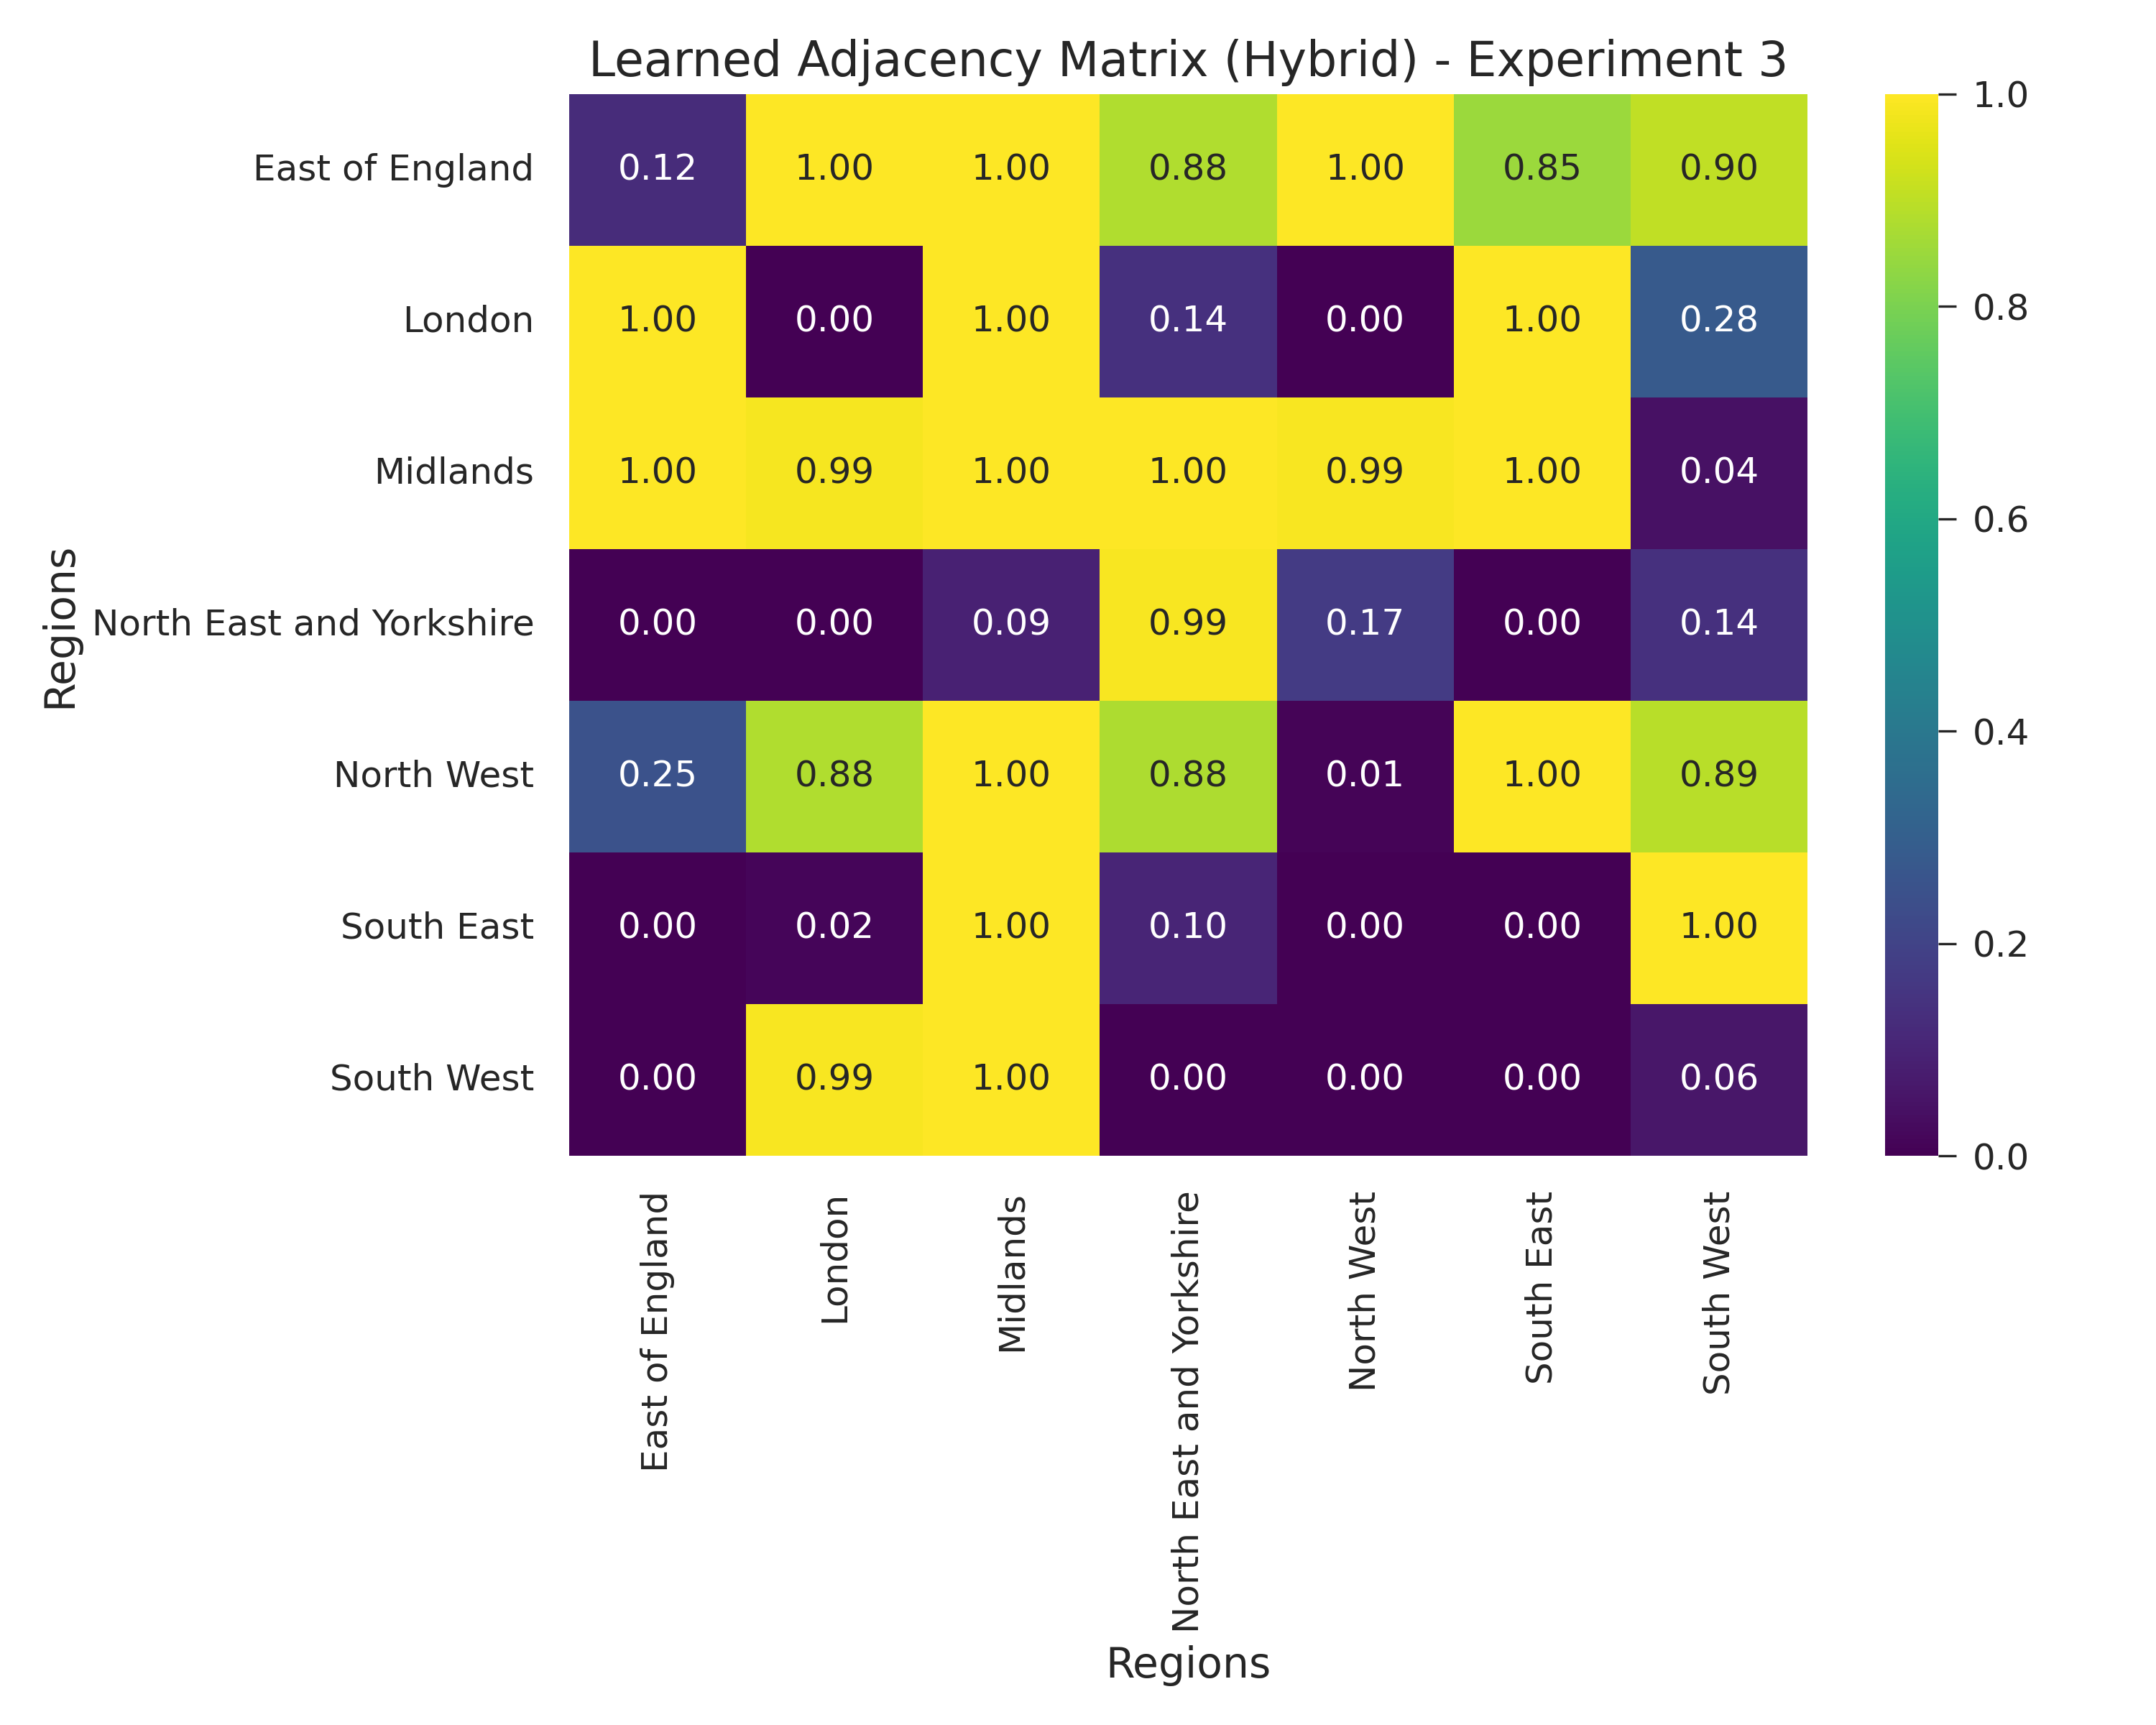 Learned Adjacency Matrix (Hybrid) - Experiment 3
Regions
East of England 0.12 1.00 1.00 0.88 1.00 0.85 0.90
London 1.00 0.00 1.00 0.14 0.00 1.00 0.28
Midlands 1.00 0.99 1.00 1.00 0.99 1.00 0.04
North East and Yorkshire 0.00 0.00 0.09 0.99 0.17 0.00 0.14
North West 0.25 0.88 1.00 0.88 0.01 1.00 0.89
South East 0.00 0.02 1.00 0.10 0.00 0.00 1.00
South West 0.00 0.99 1.00 0.00 0.00 0.00 0.06
East of England
London
Midlands
North East and Yorkshire
North West
South East
South West
Regions
1.0
0.8
0.6
0.4
0.2
0.0